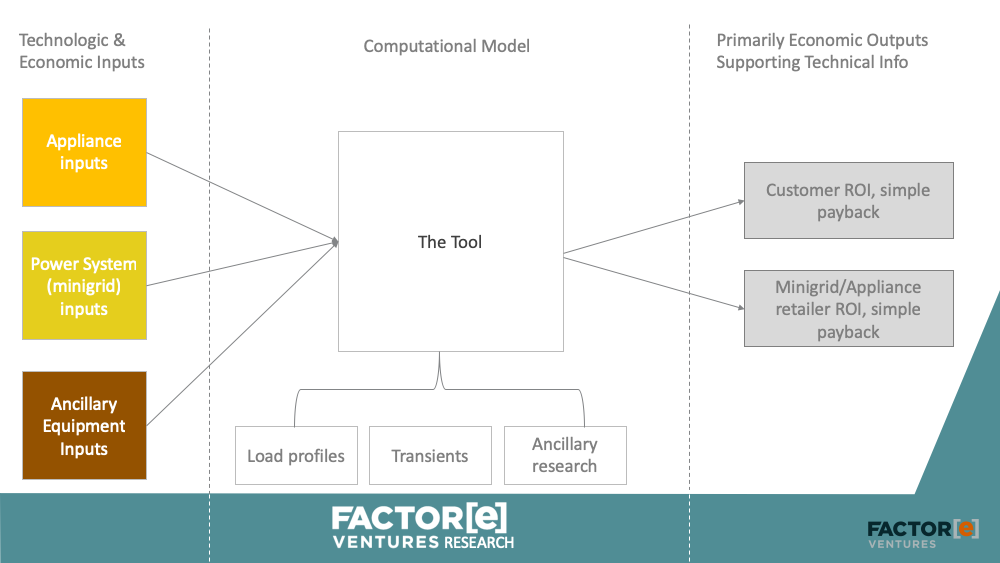 Technologic &
Economic Inputs
Computational Model
Primarily Economic Outputs
Supporting Technical Info
Appliance
inputs
Power System
(minigrid)
inputs
Ancillary
Equipment
Inputs
The Tool
Load profiles
Transients
Ancillary
research
Customer ROI, simple
payback
Minigrid/Appliance
retailer ROI, simple
payback
FACTOR[e]
VENTURES RESEARCH
FACTOR[e]
VENTURES